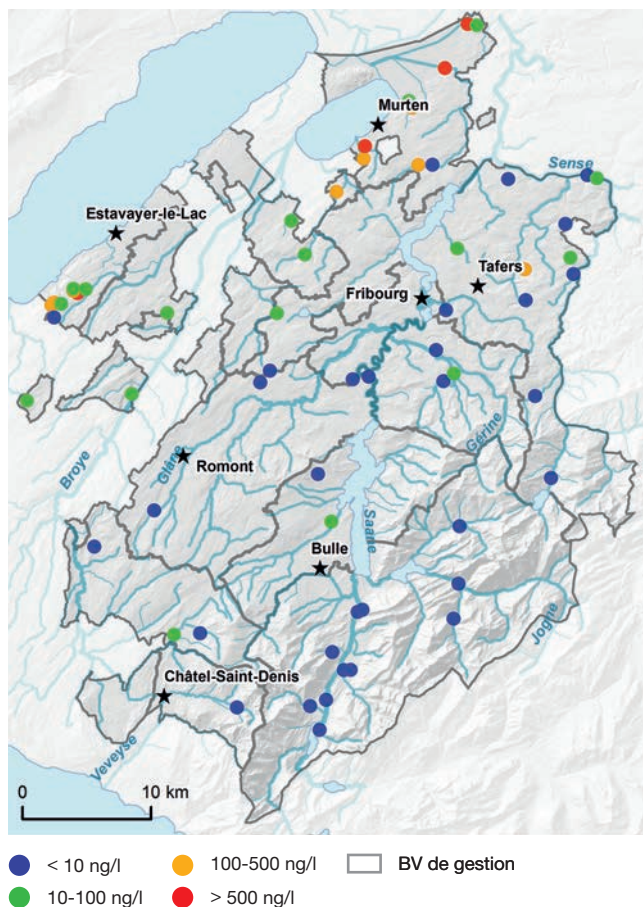 Murten
Sense
Estavayer-le-Lac
Tafers
Fribourg
Gérine
Glâne
Romont
Broye
Saane
Bulle
Jogne
Châtel-Saint-Denis
Veveyse
0 10 km
< 10 ng/l 100-500 ng/l BV de gestion
10-100 ng/l > 500 ng/l